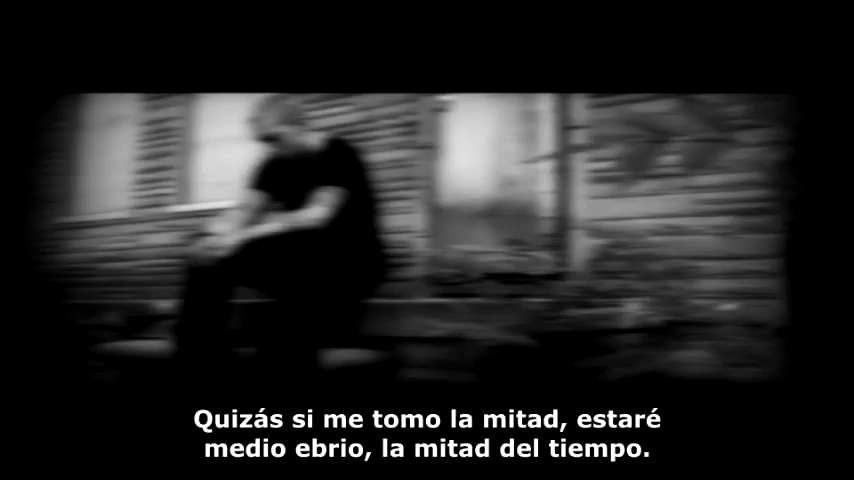 Quizás si me tomo la mitad, estaré
medio ebrio, la mitad del tiempo.